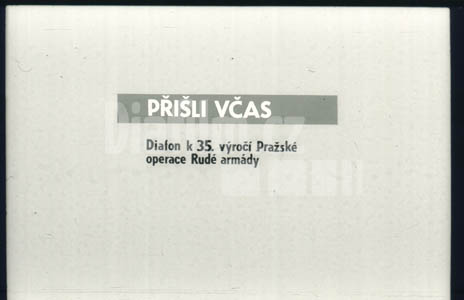 PŘIŠLI VČAS
Diafon k 35. výročí Pražské
operace Rudé armády